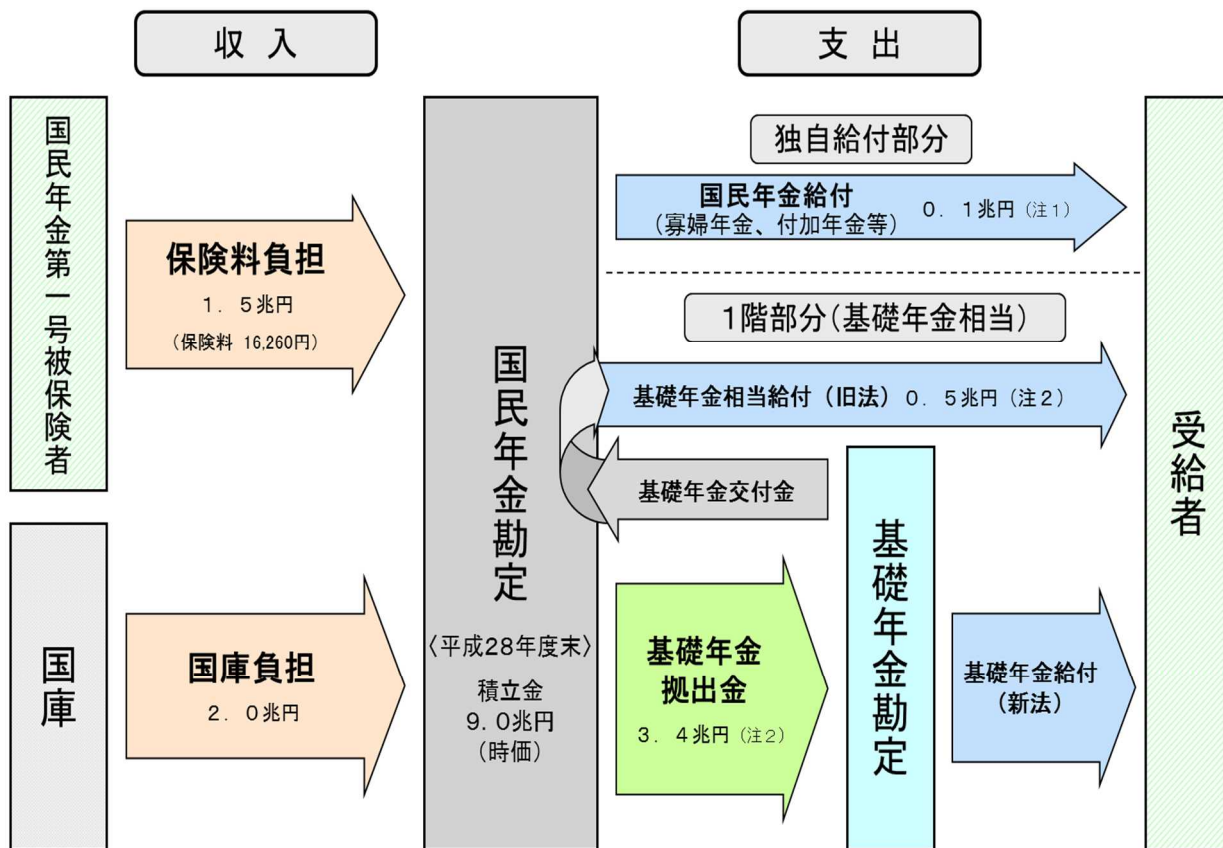 収 入
支 出
国民年金第一号被保険者
保険料負担
1．5兆円
(保険料 16,260円)
国庫
国庫負担
2．0兆円
国民年金勘定
〈平成28年度末〉
積立金
9.0兆円
(時価)
独自給付部分
国民年金給付
(寡婦年金、付加年金等)
0．1兆円(注1)
1階部分(基礎年金相当)
基礎年金相当給付(旧法) 0．5兆円(注2)
基礎年金交付金
基礎年金
拠出金
3．4兆円(注2)
基礎年金勘定
基礎年金給付
(新法)
受給者